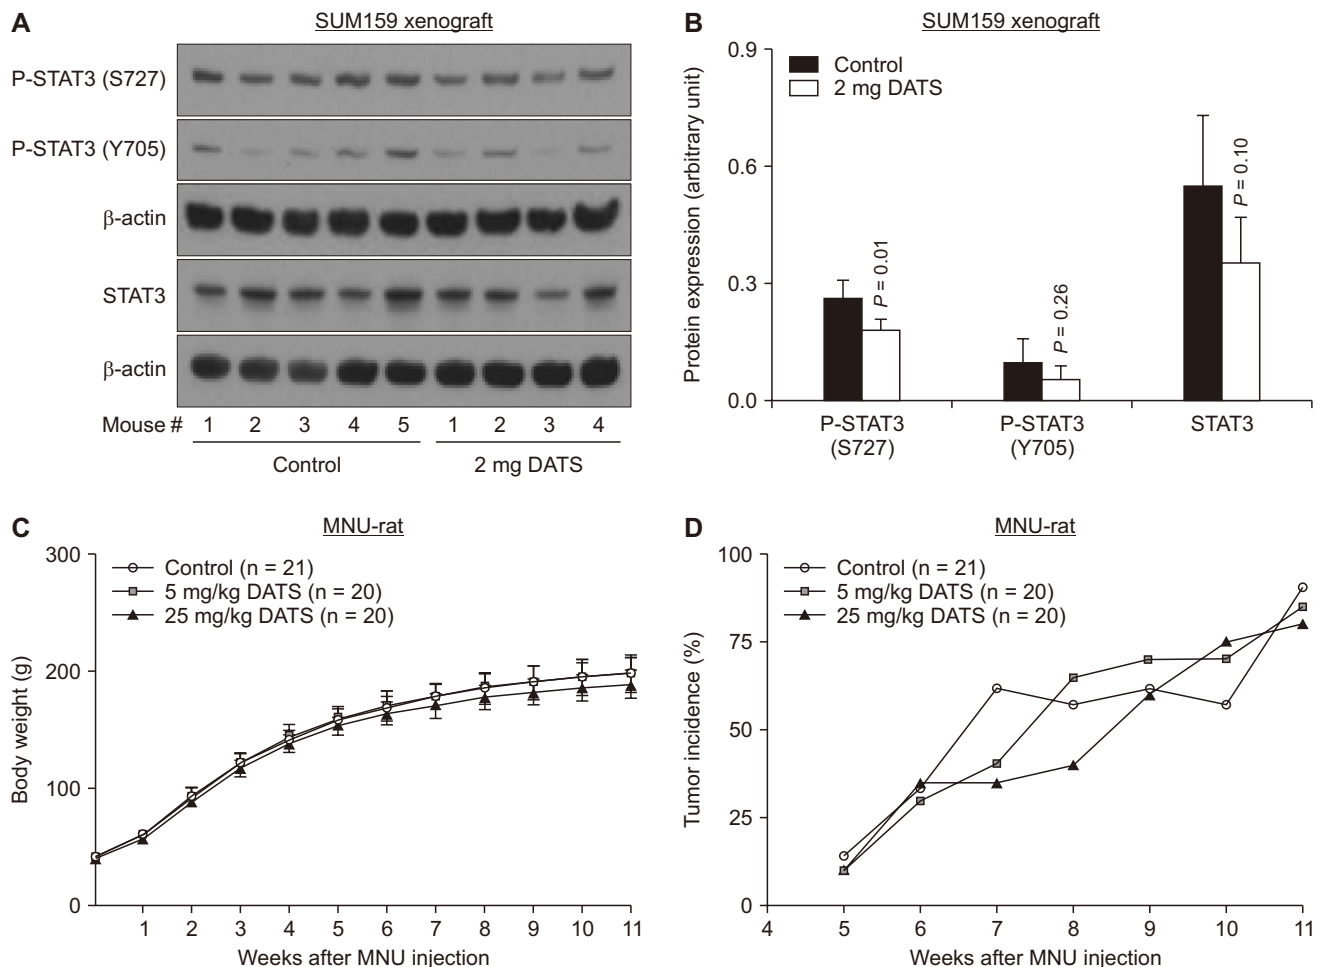 A
SUM159 xenograft
P-STAT3 (S727)
P-STAT3 (Y705)
β-actin
STAT3
β-actin
Mouse # 1 2 3 4 5 1 2 3 4
Control 2 mg DATS
B
SUM159 xenograft
Control
2 mg DATS
Protein expression (arbitrary unit)
0.9
0.6
0.3
0.0
P = 0.01
P = 0.26
P = 0.10
P-STAT3 P-STAT3 STAT3
(S727) (Y705)
C
MNU-rat
Control (n = 21)
5 mg/kg DATS (n = 20)
25 mg/kg DATS (n = 20)
Body weight (g)
300
200
100
0
1 2 3 4 5 6 7 8 9 10 11
Weeks after MNU injection
D
MNU-rat
Control (n = 21)
5 mg/kg DATS (n = 20)
25 mg/kg DATS (n = 20)
Tumor incidence (%)
100
75
50
25
0
4 5 6 7 8 9 10 11
Weeks after MNU injection